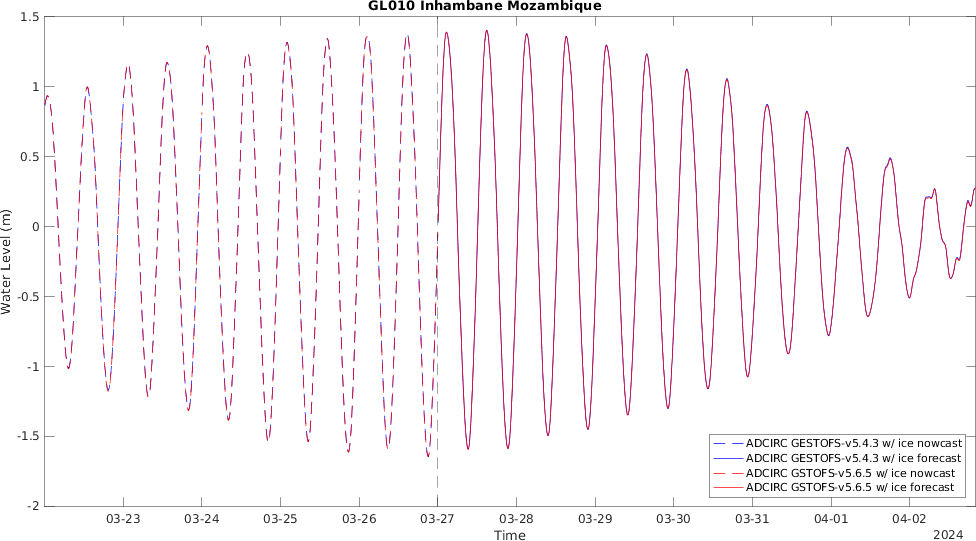 GL010 Inhambane Mozambique
1.5
1
0.5
0
-0.5
-1
-1.5
-2
Water Level (m)
ADCIRC GESTOFS-v5.4.3 w/ ice nowcast
ADCIRC GESTOFS-v5.4.3 w/ ice forecast
ADCIRC GSTOFS-v5.6.5 w/ ice nowcast
ADCIRC GSTOFS-v5.6.5 w/ ice forecast
03-23 03-24 03-25 03-26 03-27 03-28 03-29 03-30 03-31 04-01 04-02
Time
2024